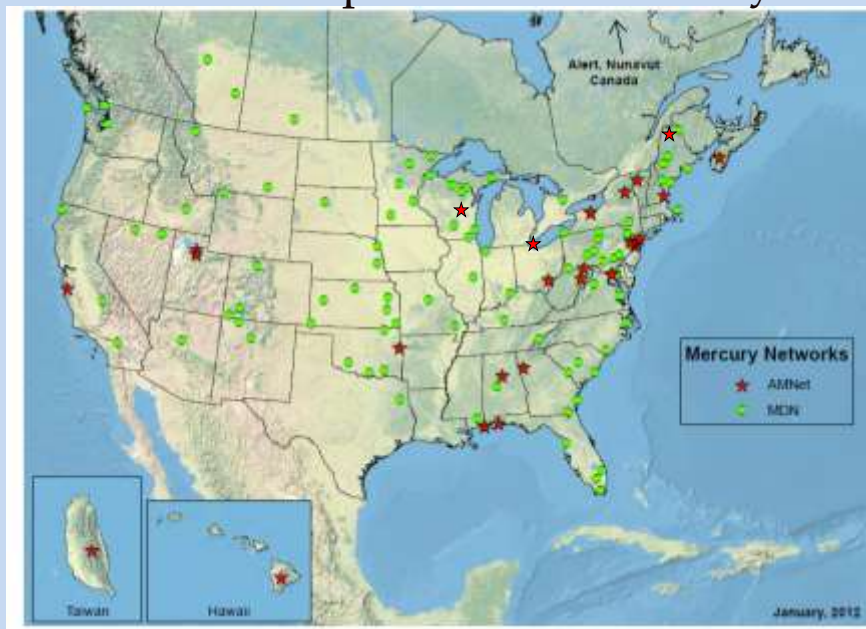 Alert, Nunavut
Canada
Mercury Networks
AMNet
MDN
Taiwan
Hawaii
January, 2012